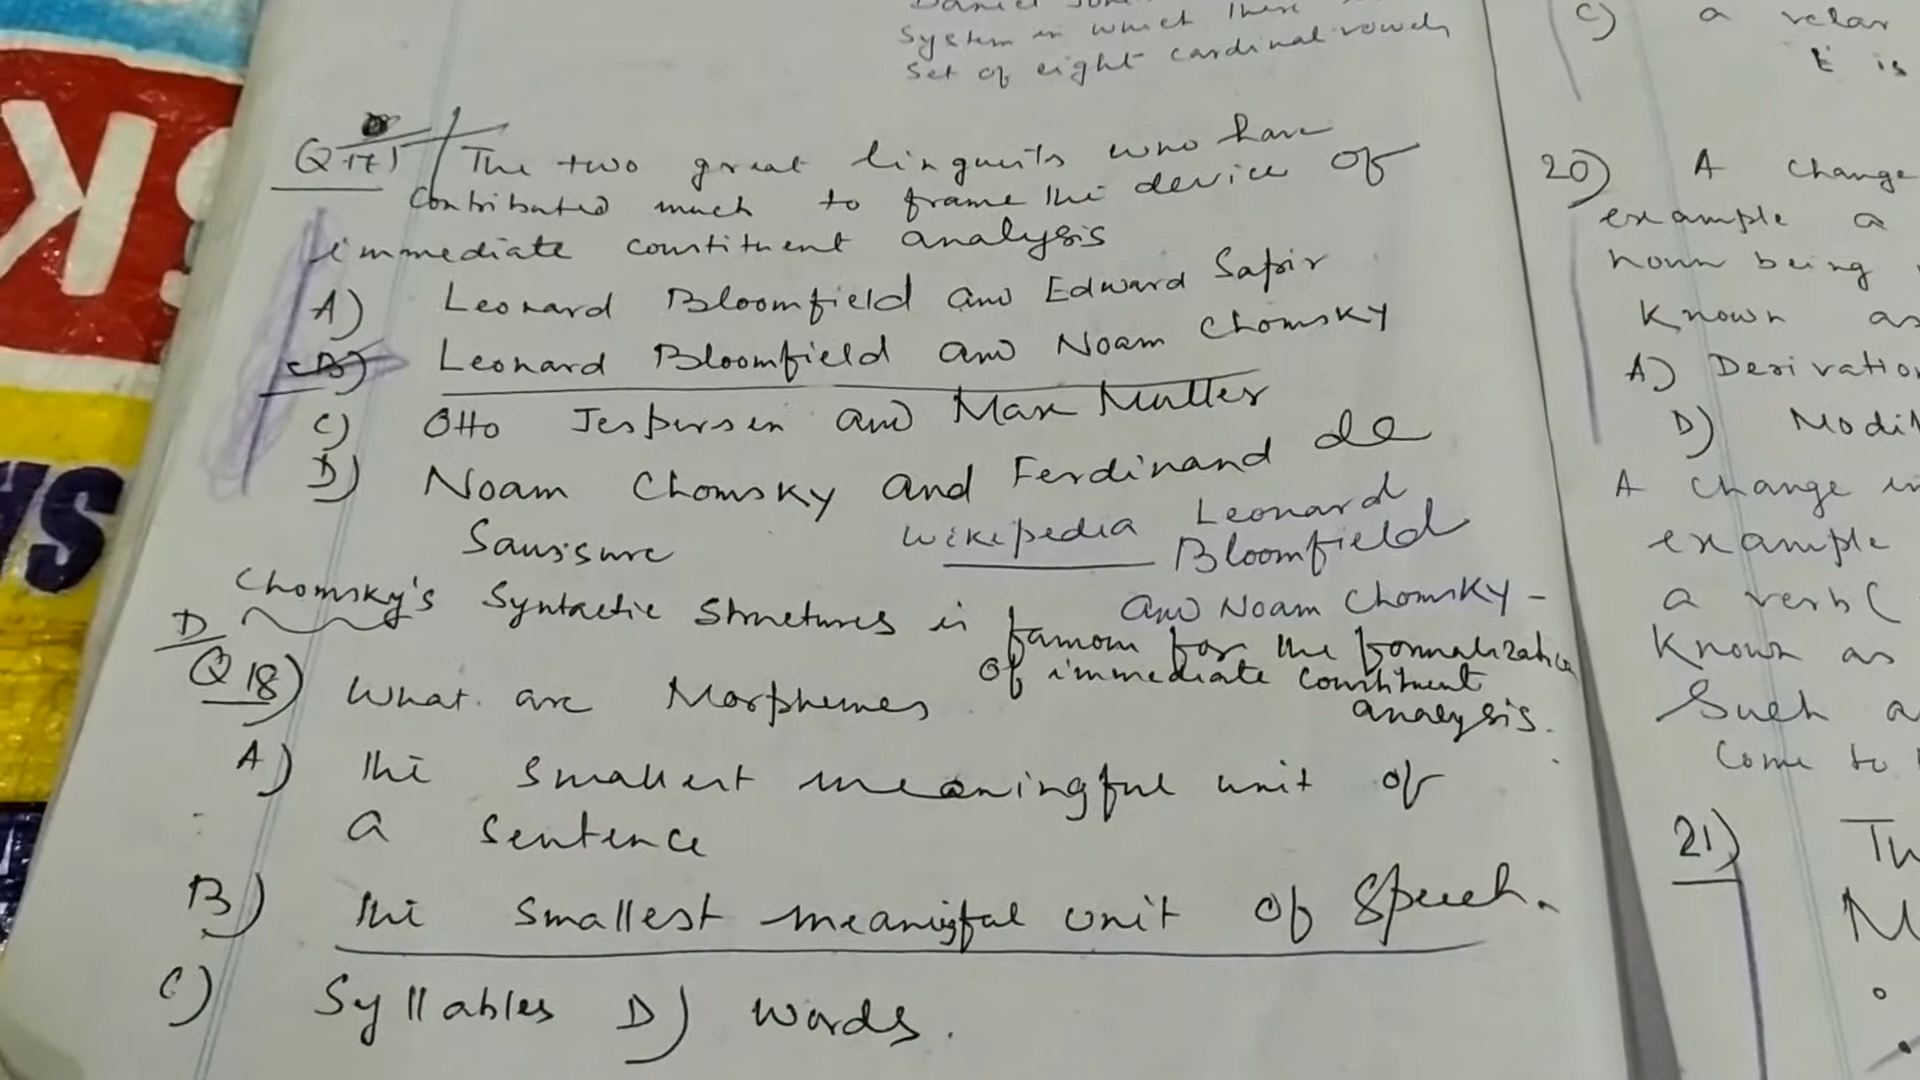 System in which there
set of eight cardinal vowels
Q 17) The two great linguists who have
contributed much to frame the device of
immediate constituent analysis
A) Leonard Bloomfield and Edward Sapir
B) Leonard Bloomfield and Noam Chomsky
C) Otto Jespersen and Max Muller
D) Noam Chomsky and Ferdinand de
Saussure
Wikipedia Leonard
Bloomfield
and Noam Chomsky -
Chomsky's Syntactic Structures is famous for the formalization
of immediate constituent
analysis.
D
Q 18) What are Morphemes
A) the smallest meaningful unit of
a sentence
B) the smallest meanigful unit of Speech.
C) Syllables D) words.
C) a velar
t is
20) A change
example a
noun being
Known as
A) Derivation
D)
A change in
example
a verb (
Known as
Such a
come to
21)
K